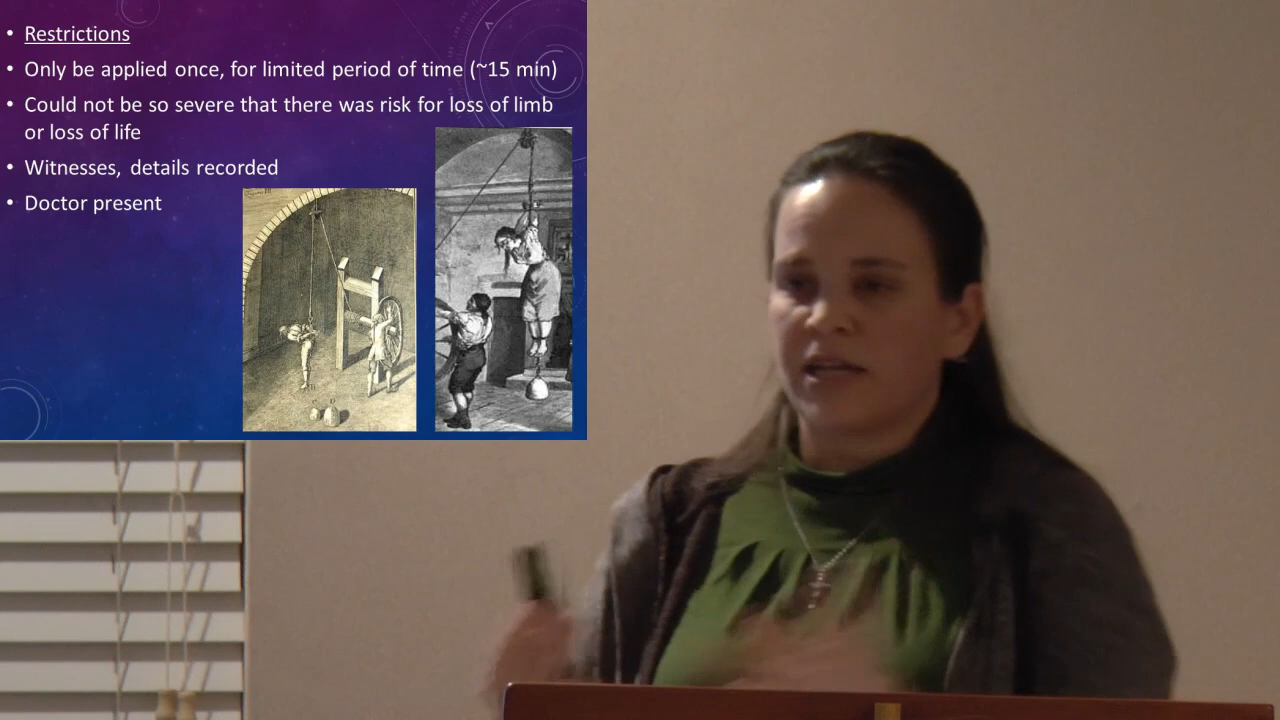 • Restrictions
• Only be applied once, for limited period of time (~15 min)
• Could not be so severe that there was risk for loss of limb
or loss of life
• Witnesses, details recorded
• Doctor present